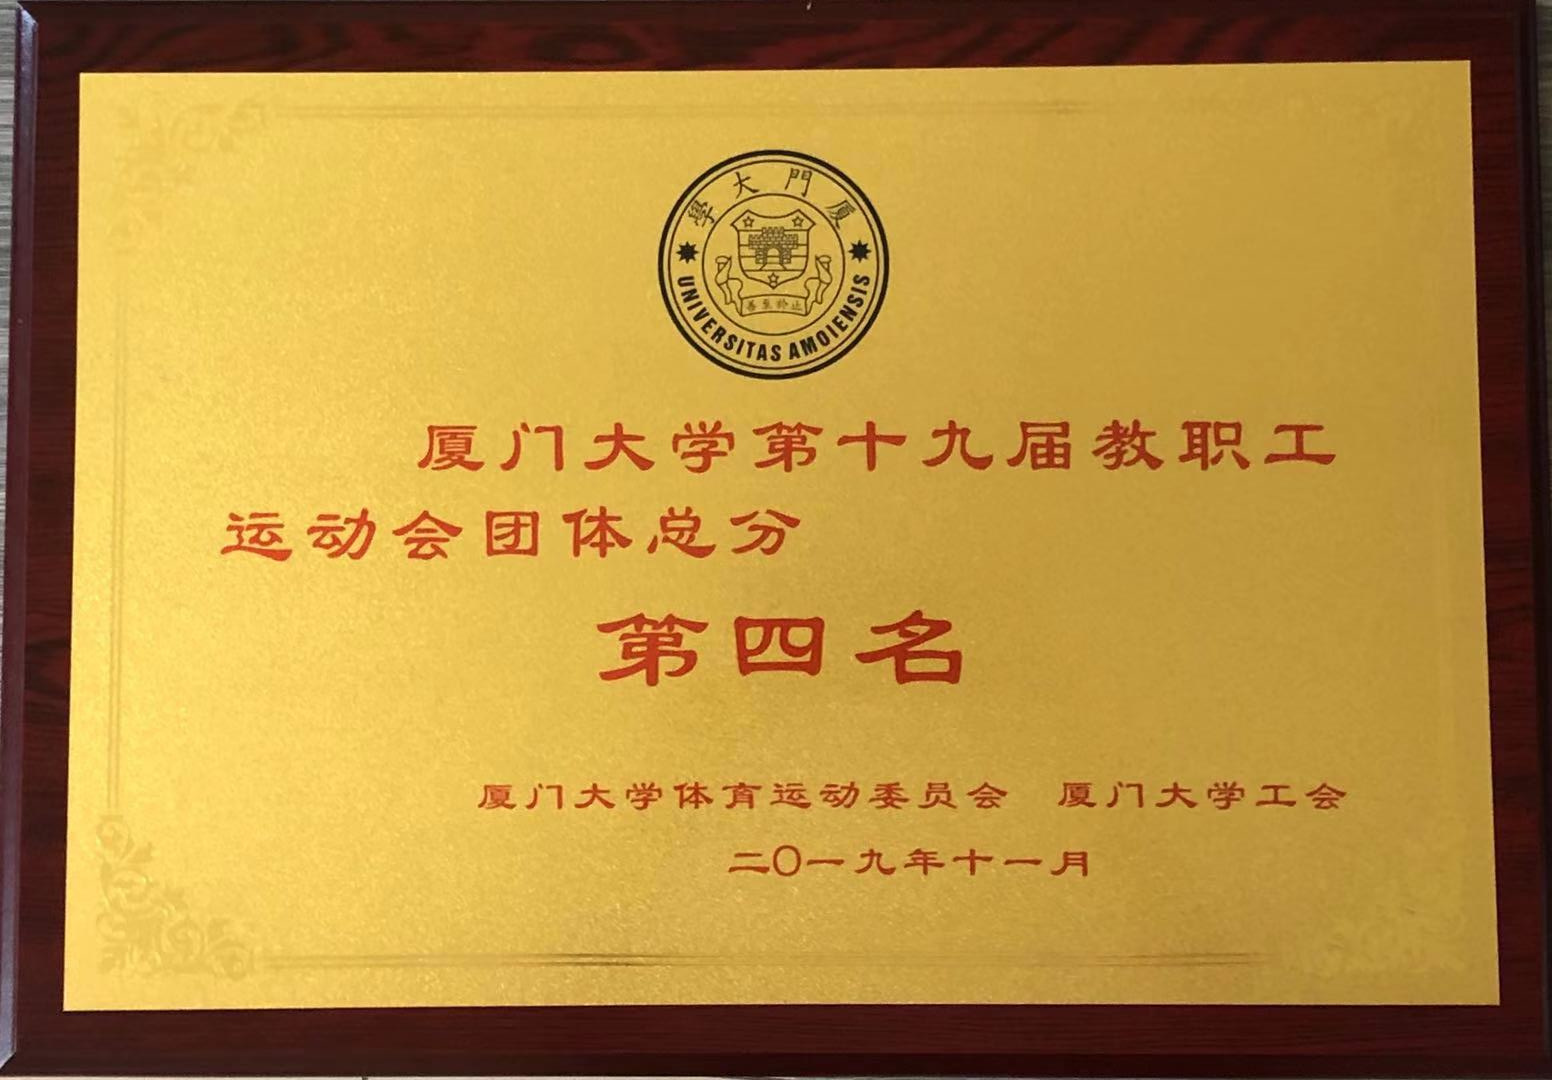 廈門大學
UNIVERSITAS AMOIENSIS
止於至善
厦门大学第十九届教职工
运动会团体总分
第四名
厦门大学体育运动委员会 厦门大学工会
二〇一九年十一月